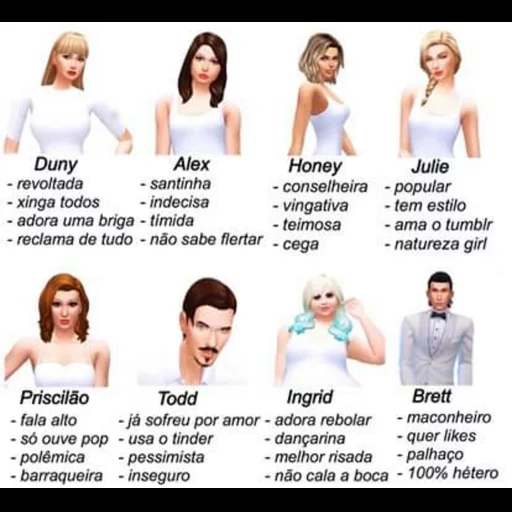 Duny
- revoltada
- xinga todos
- adora uma briga
- reclama de tudo
Alex
- santinha
- indecisa
- tímida
- não sabe flertar
Honey
- conselheira
- vingativa
- teimosa
- cega
Julie
- popular
- tem estilo
- ama o tumblr
- natureza girl
Priscilão
- fala alto
- só ouve pop
- polêmica
- barraqueira
Todd
- já sofreu por amor
- usa o tinder
- pessimista
- inseguro
Ingrid
- adora rebolar
- dançarina
- melhor risada
- não cala a boca
Brett
- maconheiro
- quer likes
- palhaço
- 100% hétero